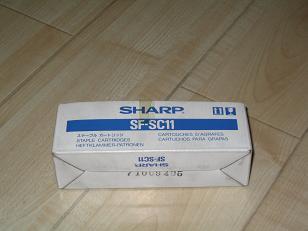 SHARP
SF-SC11
ステープル カートリッジ
STAPLE CARTRIDGES
HEFTKLAMMER-PATRONEN
CARTOUCHES D'AGRAFES
CARTUCHOS PARA GRAPAS
SHARP
SF-SC11